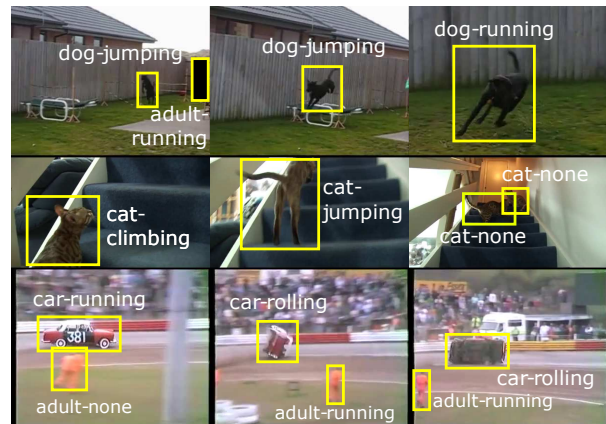 dog-jumping
adult-
running
dog-jumping
dog-running
cat-
climbing
cat-
jumping
cat-none
cat-none
car-running
381
adult-none
car-rolling
adult-running
car-rolling
adult-running